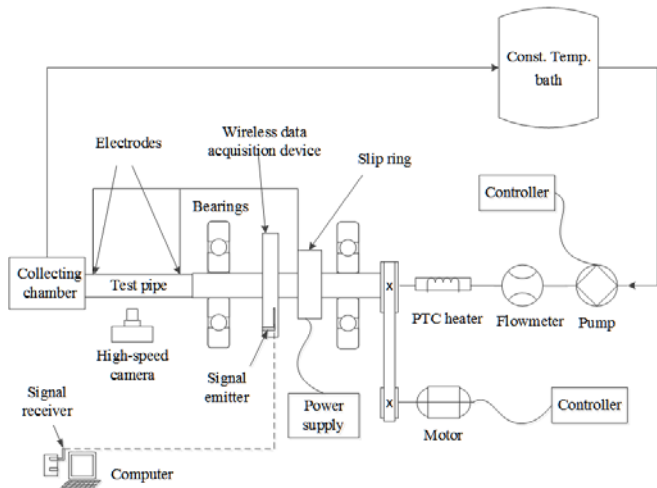 Const. Temp.
bath
Wireless data
acquisition device
Electrodes
Slip ring
Controller
Bearings
Collecting
chamber
Test pipe
x
PTC heater
Flowmeter
Pump
High-speed
camera
Signal
emitter
Signal
receiver
Power
supply
x
Motor
Controller
Computer